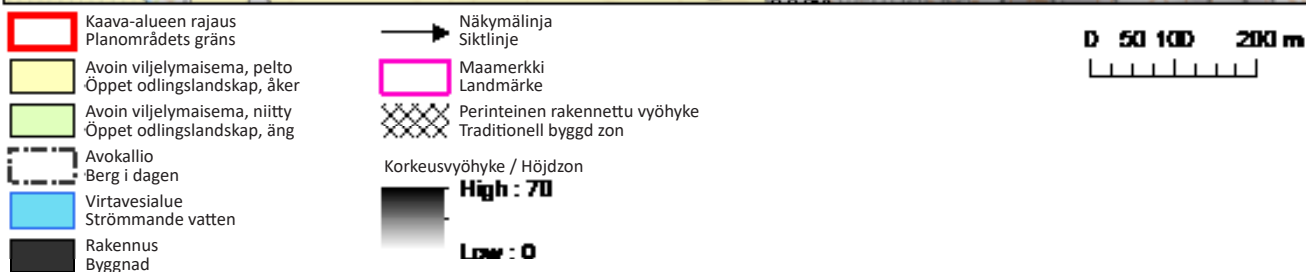 Kaava-alueen rajaus
Planområdets gräns
Avoin viljelymaisema, pelto
Öppet odlingslandskap, åker
Avoin viljelymaisema, niitty
Öppet odlingslandskap, äng
Avokallio
Berg i dagen
Virtavesialue
Strömmande vatten
Rakennus
Byggnad
Näkymälinja
Siktlinje
Maamerkki
Landmärke
Perinteinen rakennettu vyöhyke
Traditionell byggd zon
Korkeusvyöhyke / Höjdzon
High : 70
Low : 0
0 50 100 200 m